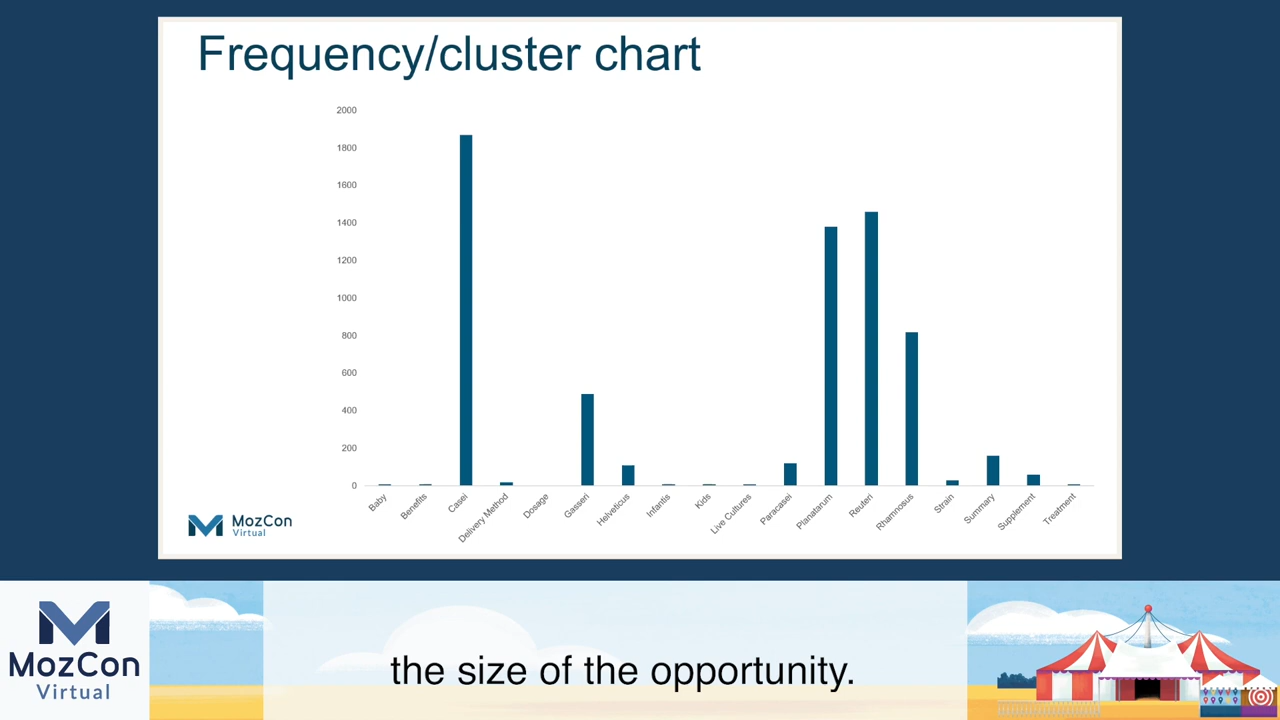 Frequency/cluster chart
2000
1800
1600
1400
1200
1000
800
600
400
200
0
Baby
Benefits
Casei
Delivery Method
Dosage
Gasseri
Helveticus
Infantis
Kids
Live Cultures
Paracasei
Planatarum
Reuteri
Rhamnosus
Strain
Summary
Supplement
Treatment
MozCon
Virtual
MozCon
Virtual
the size of the opportunity.